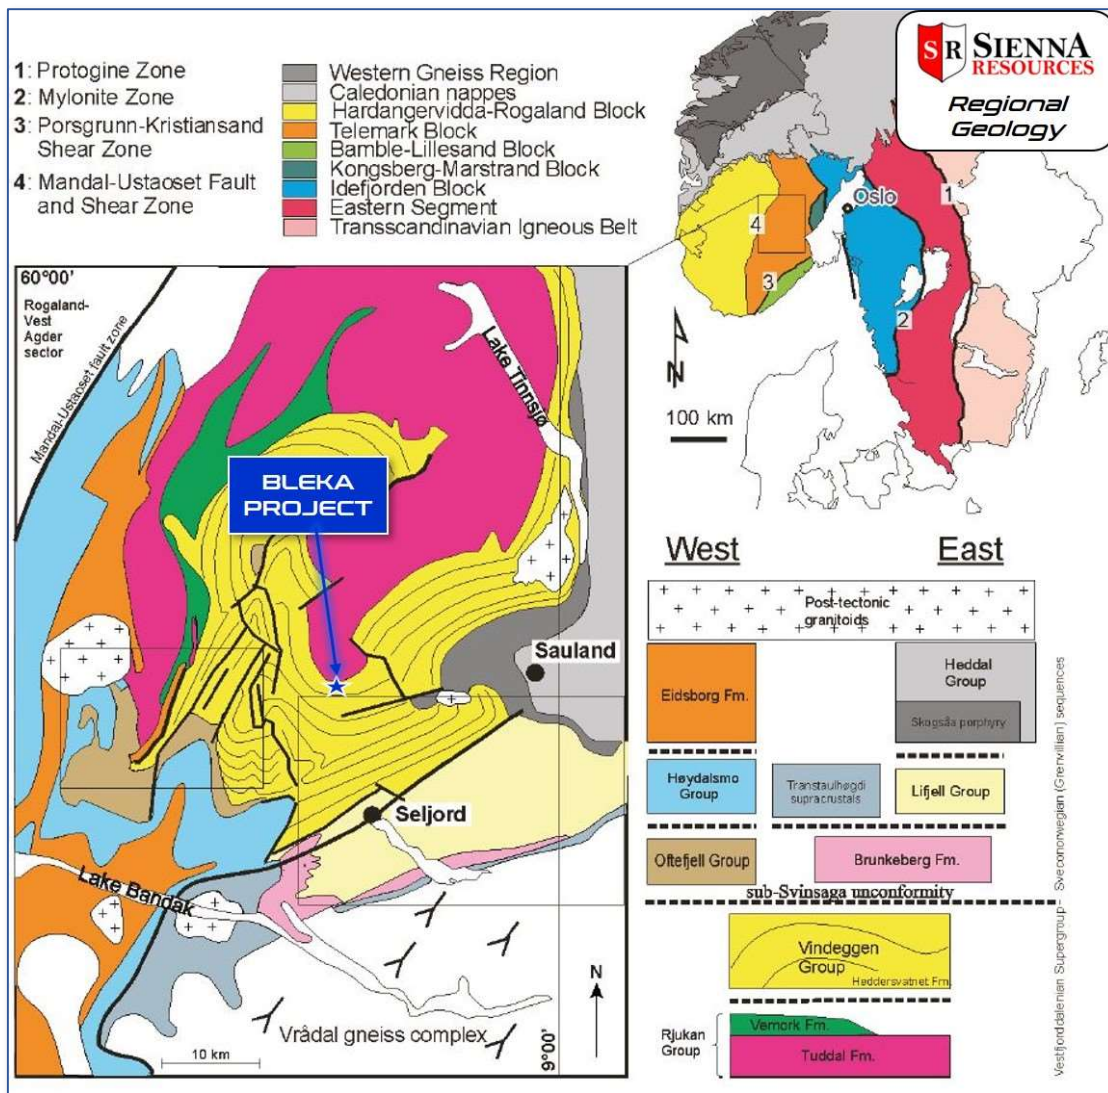 1: Protogine Zone
2: Mylonite Zone
3: Porsgrunn-Kristiansand
Shear Zone
4: Mandal-Ustaoset Fault
and Shear Zone
Western Gneiss Region
Caledonian nappes
Hardangervidda-Rogaland Block
Telemark Block
Bamble-Lillesand Block
Kongsberg-Marstrand Block
Idefjorden Block
Eastern Segment
Transscandinavian Igneous Belt
SR SIENNA
RESOURCES
Regional
Geology
Oslo
1
4
3
2
N
100 km
60°00'
Rogaland-
Vest
Agder
sector
Mandal-Ustaoset fault zone
Lake Tinnsjø
BLEKA
PROJECT
Sauland
Seljord
Lake Bandak
Vrådal gneiss complex
10 km
9°00'
N
West East
Post-tectonic
granitoids
Eidsborg Fm.
Heddal
Group
Skogsåa porphyry
Høydalsmo
Group
Transtaulhøgdi
supracrustals
Lifjell Group
Oftefjell Group
Brunkeberg Fm.
sub-Svinsaga unconformity
Vindeggen
Group
Heddersvatnet Fm.
Rjukan
Group
Vemork Fm.
Tuddal Fm.
Vestfjorddalenian Supergroup - Sveconorwegian (Grenvillian) sequences